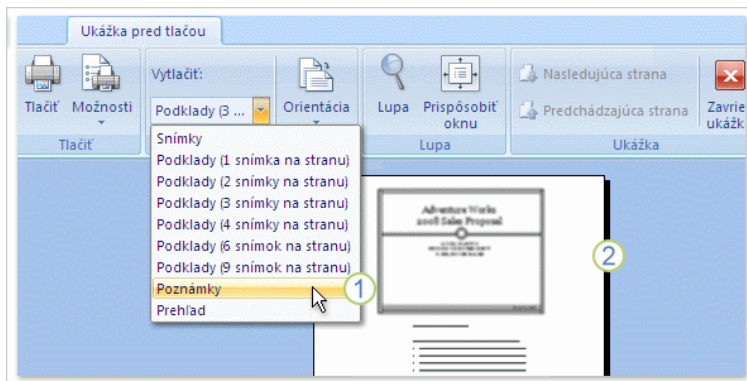 Ukážka pred tlačou
Tlačiť
Možnosti
Tlačiť
Vytlačiť:
Podklady (3 ...
Orientácia
Lupa
Prispôsobiť
oknu
Lupa
Nasledujúca strana
Predchádzajúca strana
Ukážka
Zavrie
ukážk
Snímky
Podklady (1 snímka na stranu)
Podklady (2 snímky na stranu)
Podklady (3 snímky na stranu)
Podklady (4 snímky na stranu)
Podklady (6 snímok na stranu)
Podklady (9 snímok na stranu)
Poznámky
Prehľad
1
Adventure Works
2008 Sales Proposal
2